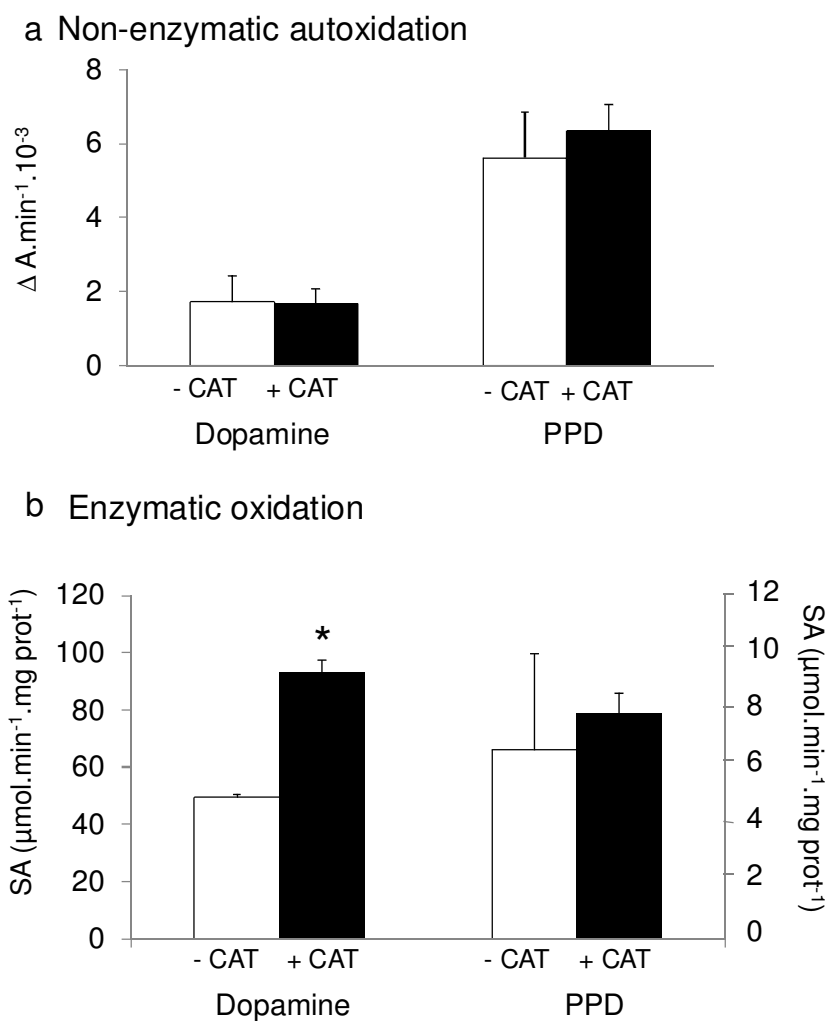 a Non-enzymatic autoxidation
Δ A.min⁻¹.10⁻³
8
6
4
2
0
- CAT + CAT - CAT + CAT
Dopamine PPD
b Enzymatic oxidation
SA (µmol.min⁻¹.mg prot⁻¹)
120
100
80
60
40
20
0
*
12
10
8
6
4
2
0
SA (µmol.min⁻¹.mg prot⁻¹)
- CAT + CAT - CAT + CAT
Dopamine PPD